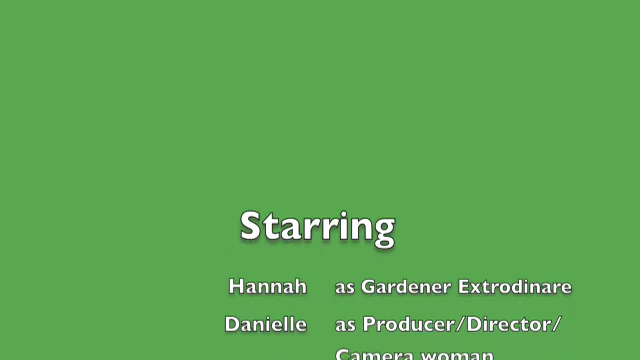 Starring
Hannah as Gardener Extrodinare
Danielle as Producer/Director/
Camera woman